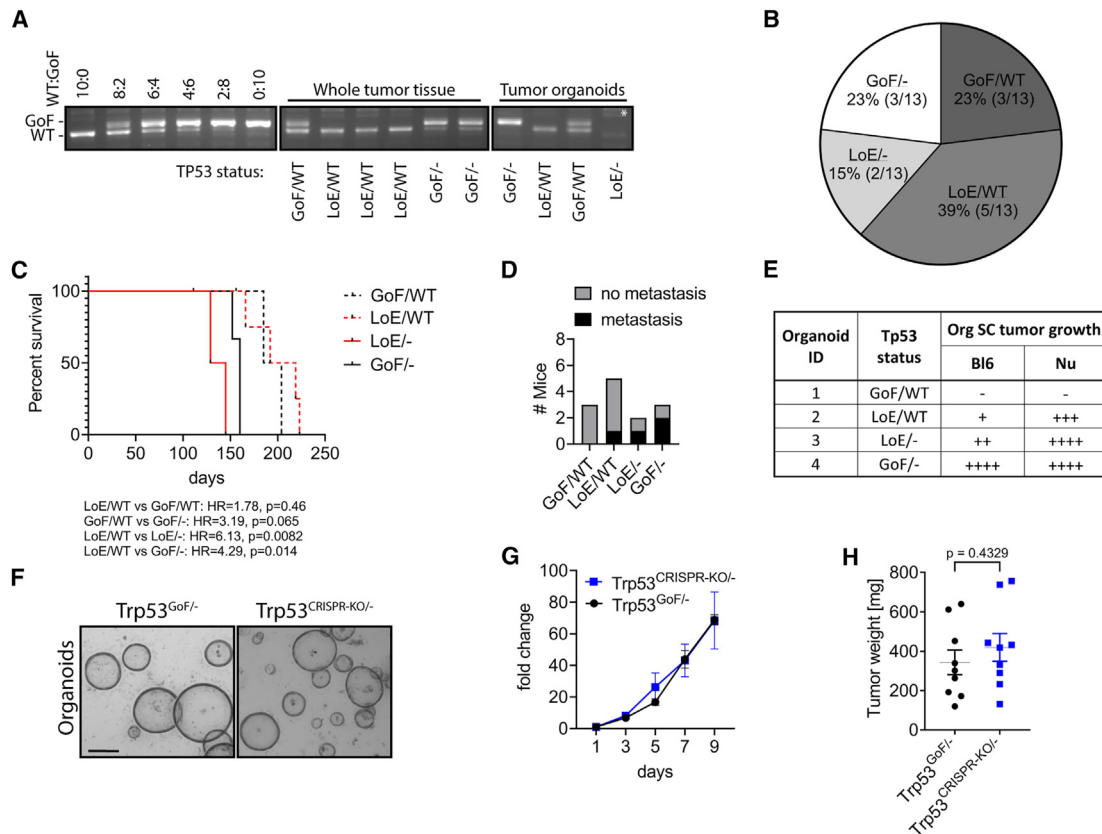 A
WT:GoF
10:0
8:2
6:4
4:6
2:8
0:10
Whole tumor tissue
Tumor organoids
GoF -
WT -
*
TP53 status:
GoF/WT
LoE/WT
LoE/WT
LoE/WT
GoF/-
GoF/-
GoF/-
LoE/WT
GoF/WT
LoE/-
B
GoF/-
23% (3/13)
GoF/WT
23% (3/13)
LoE/-
15% (2/13)
LoE/WT
39% (5/13)
C
Percent survival
100
50
0
0 50 100 150 200 250
days
GoF/WT
LoE/WT
LoE/-
GoF/-
LoE/WT vs GoF/WT: HR=1.78, p=0.46
GoF/WT vs GoF/-: HR=3.19, p=0.065
LoE/WT vs LoE/-: HR=6.13, p=0.0082
LoE/WT vs GoF/-: HR=4.29, p=0.014
D
no metastasis
metastasis
# Mice
8
6
4
2
0
GoF/WT
LoE/WT
LoE/-
GoF/-
E
Organoid ID Tp53 status Org SC tumor growth
Bl6 Nu
1 GoF/WT - -
2 LoE/WT + +++
3 LoE/- ++ ++++
4 GoF/- ++++ ++++
F
Trp53GoF/- Trp53CRISPR-KO/-
Organoids
G
fold change
100
80
60
40
20
0
1 3 5 7 9
days
Trp53CRISPR-KO/-
Trp53GoF/-
H
p = 0.4329
Tumor weight [mg]
800
600
400
200
0
Trp53GoF/-
Trp53CRISPR-KO/-